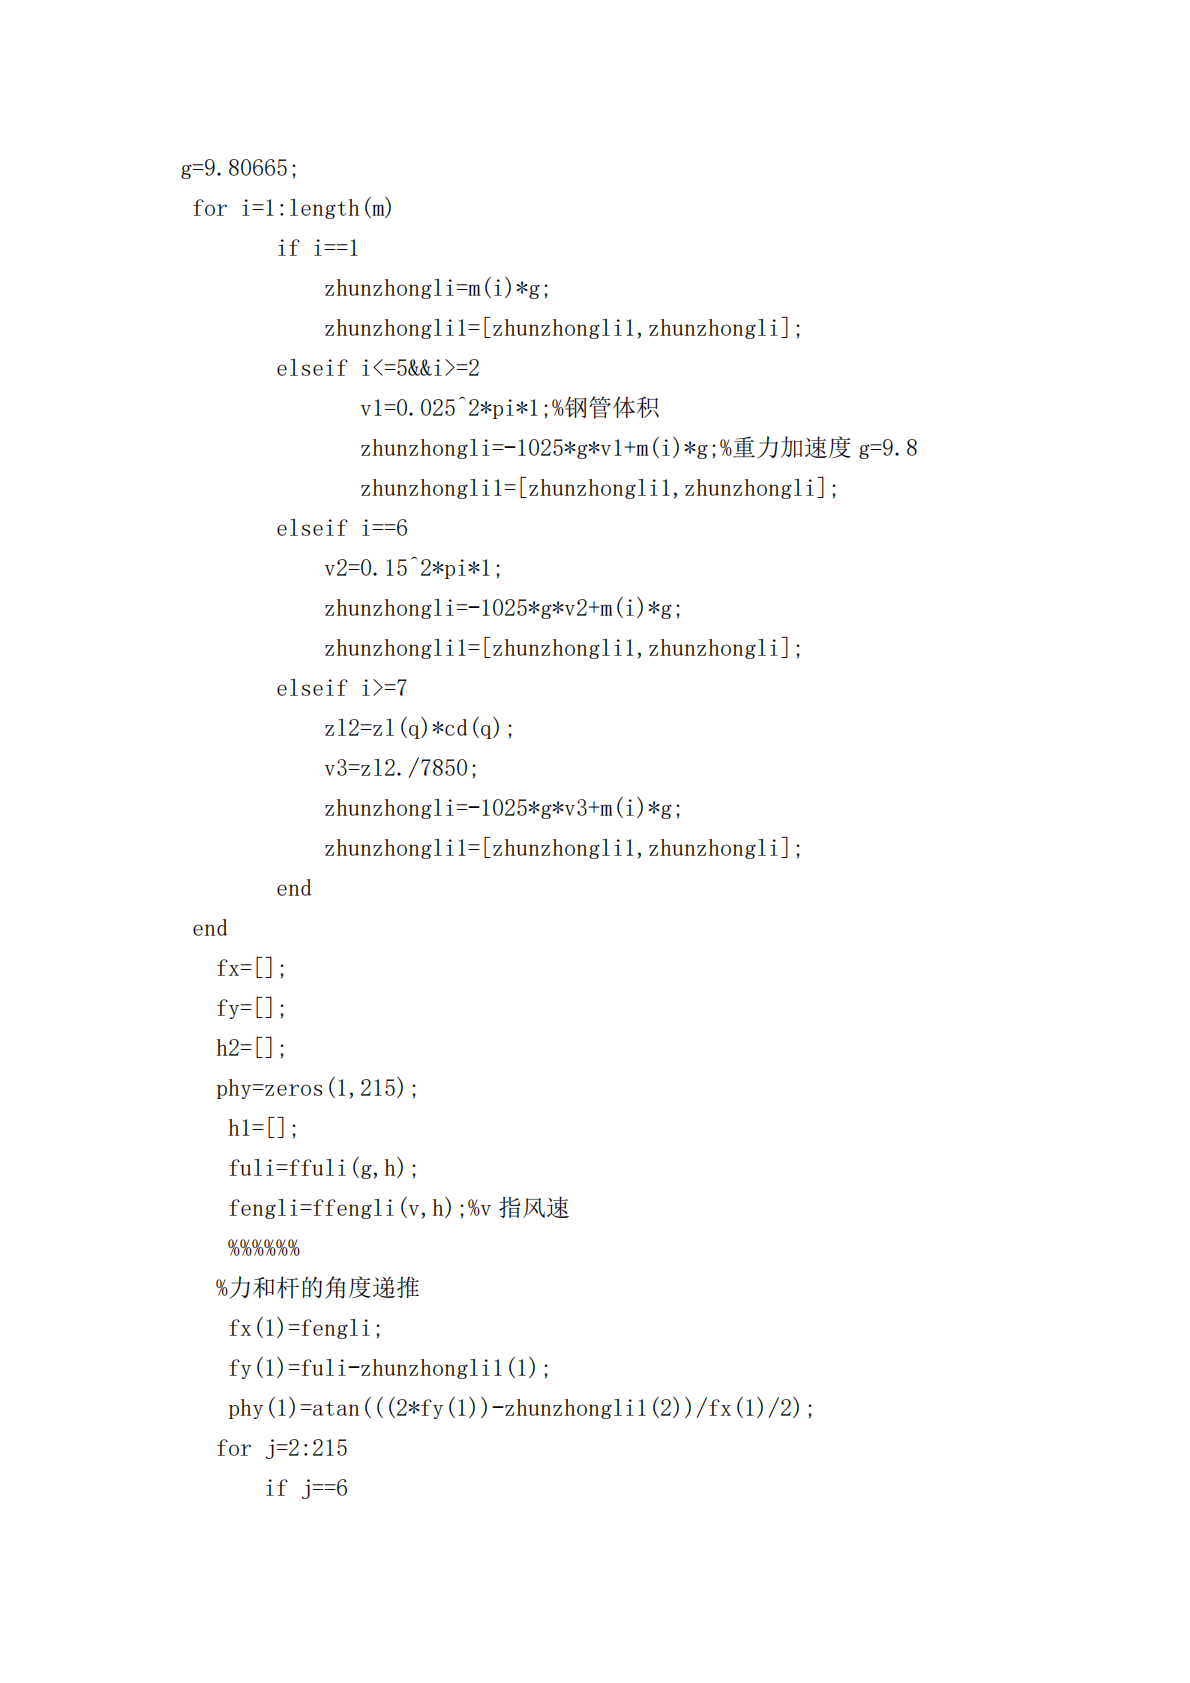 g=9.80665;
for i=1:length(m)
if i==1
zhunzhongli=m(i)*g;
zhunzhongli1=[zhunzhongli1,zhunzhongli];
elseif i<=5&&i>=2
v1=0.025^2*pi*1;%钢管体积
zhunzhongli=-1025*g*v1+m(i)*g;%重力加速度 g=9.8
zhunzhongli1=[zhunzhongli1,zhunzhongli];
elseif i==6
v2=0.15^2*pi*1;
zhunzhongli=-1025*g*v2+m(i)*g;
zhunzhongli1=[zhunzhongli1,zhunzhongli];
elseif i>=7
zl2=zl(q)*cd(q);
v3=zl2./7850;
zhunzhongli=-1025*g*v3+m(i)*g;
zhunzhongli1=[zhunzhongli1,zhunzhongli];
end
end
fx=[];
fy=[];
h2=[];
phy=zeros(1,215);
h1=[];
fuli=ffuli(g,h);
fengli=ffengli(v,h);%v 指风速
%%%%%%
%力和杆的角度递推
fx(1)=fengli;
fy(1)=fuli-zhunzhongli1(1);
phy(1)=atan(((2*fy(1))-zhunzhongli1(2))/fx(1)/2);
for j=2:215
if j==6